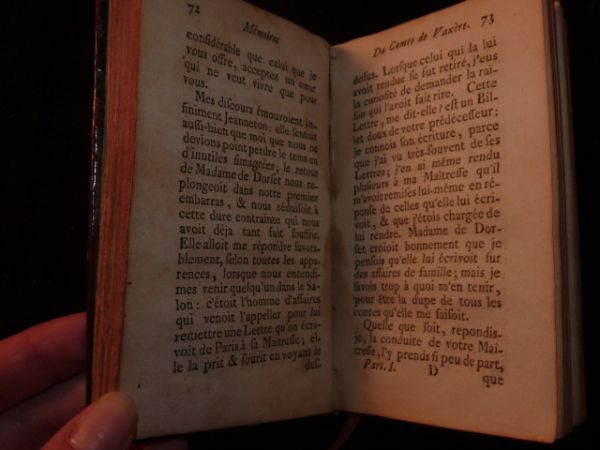 72 Mémoires
considérable que celui que je
vous offre, acceptez un cœur
qui ne veut vivre que pour
vous.
Mes discours émouvoient in-
finiment Jeanneton: elle sentait
aussi-bien que moi que nous ne
devions point perdre le tems en
d'inutiles simagrées; le retour
de Madame de Dorset nous re-
plongeoit dans notre premier
embarras, & nous réduisoit à
cette dure contrainte qui nous
avoit déja tant fait souffrir.
Elle alloit me répondre favora-
blement, selon toutes les appa-
rences, lorsque nous entendî-
mes venir quelqu'un dans le Sa-
lon: c'étoit l'homme d'affaires
qui venoit l'appeller pour lui
remettre une Lettre qu'on écri-
voit de Paris à sa Maitresse; el-
le la prit & sourit en voyant le
des-
Du Comte de Vaxère. 73
dessus. Lorsque celui qui la lui
avoit rendue se fut retiré, j'eus
la curiosité de demander la rai-
son qui l'avoit fait rire. Cette
Lettre, me dit-elle? est un Bil-
let doux de votre prédécesseur:
je connois son écriture, parce
que j'ai vu très-souvent de ses
Lettres; j'en ai même rendu
plusieurs à ma Maitresse qu'il
m'avoit remises lui-même en ré-
ponse de celles qu'elle lui écri-
voit, & que j'étois chargée de
lui rendre. Madame de Dor-
set croioit bonnement que je
pensois qu'elle lui écrivoit sur
des affaires de famille; mais je
savois trop à quoi m'en tenir,
pour être la dupe de tous les
contes qu'elle me faisoit.
Quelle que soit, repondis-
je, la conduite de votre Mai-
tresse, l'y prends si peu de part,
Part. I. D que